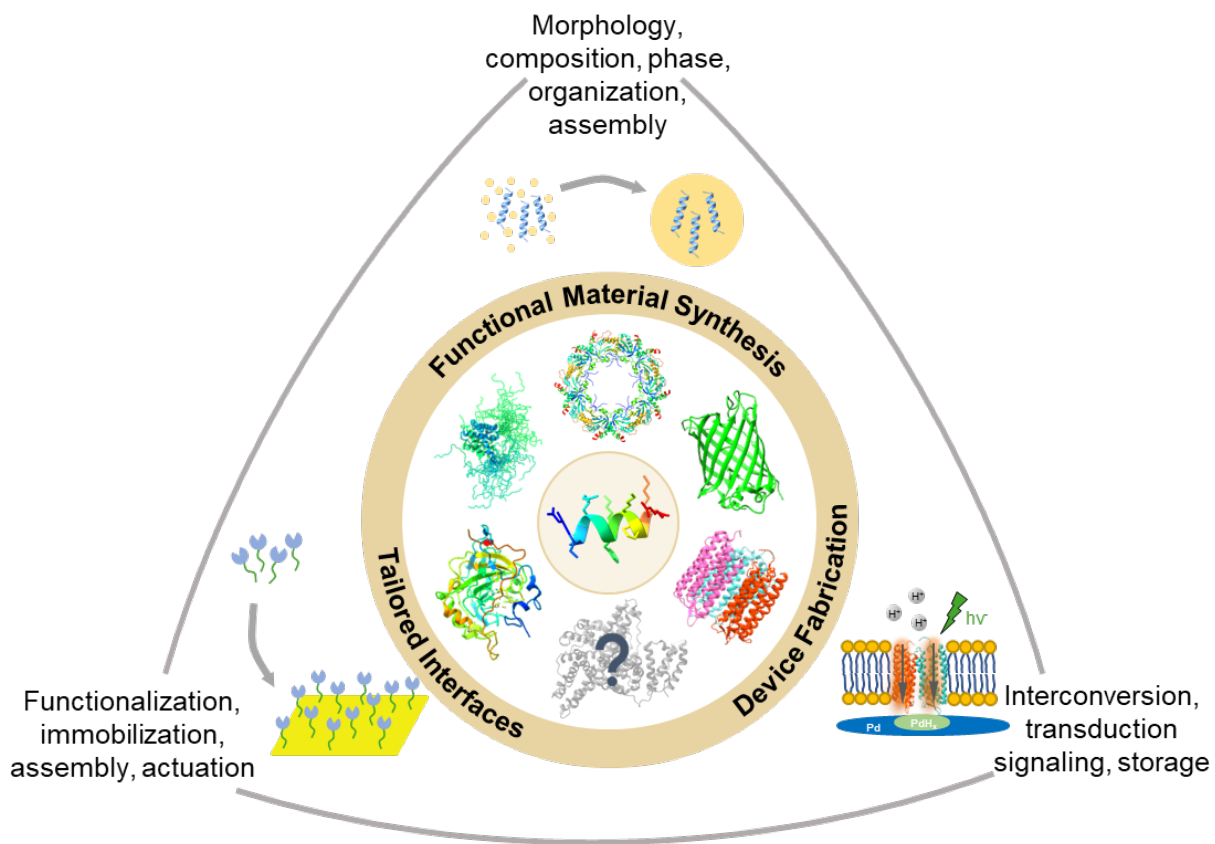 Morphology,
composition, phase,
organization,
assembly
Functional Material Synthesis
Tailored Interfaces
Device Fabrication
?
H⁺
H⁺
H⁺
hν
Pd
PdHₓ
Functionalization,
immobilization,
assembly, actuation
Interconversion,
transduction
signaling, storage